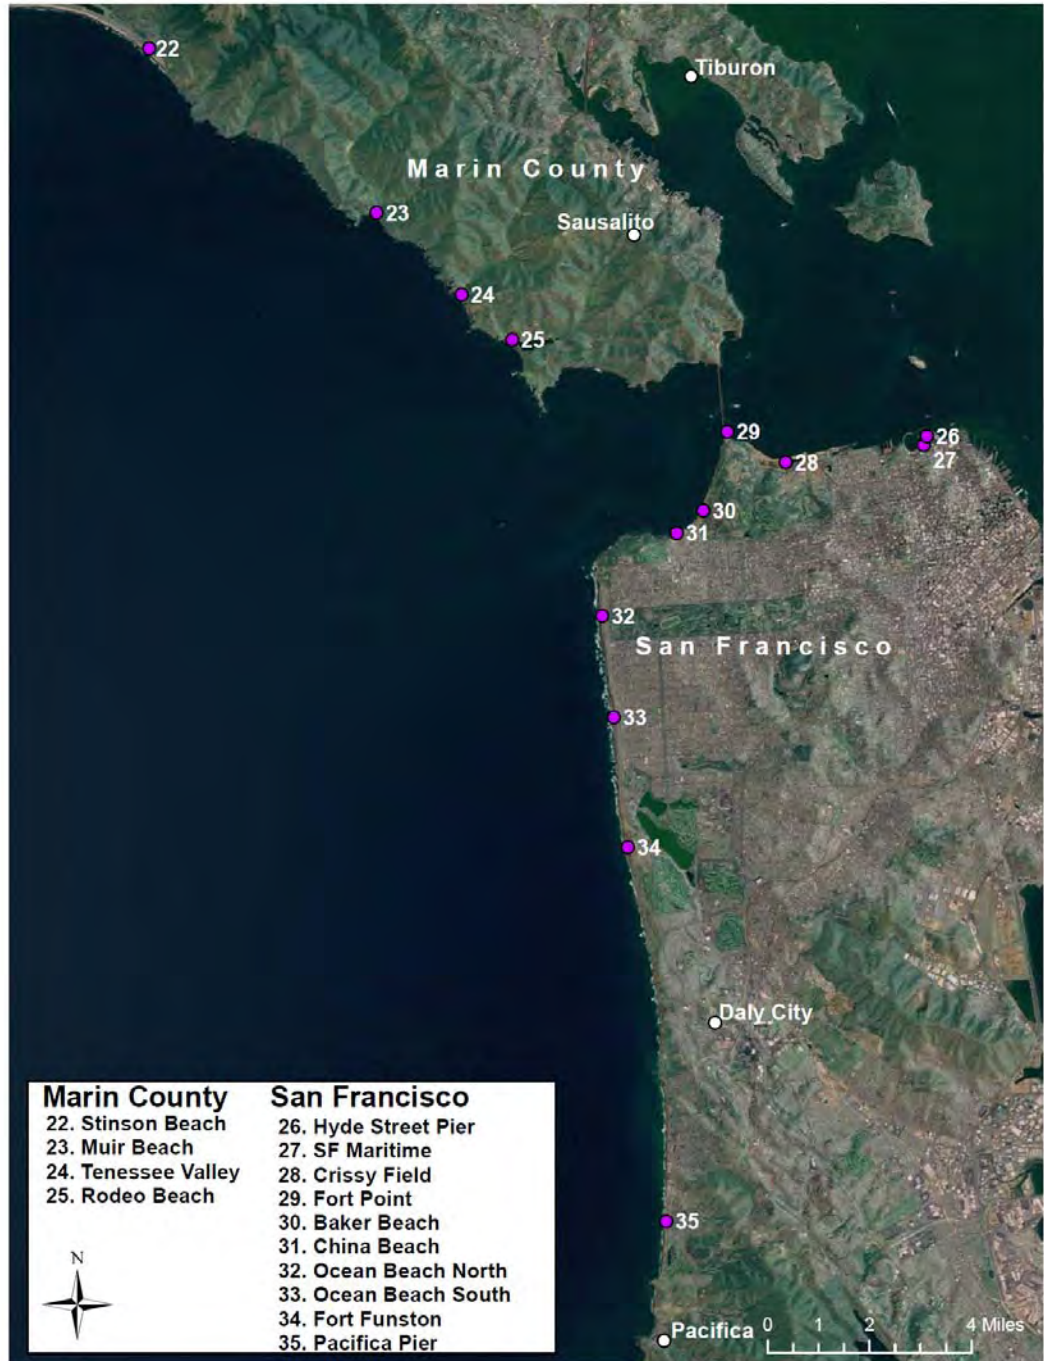 22
Tiburon
Marin County
23
Sausalito
24
25
29
26
28
27
30
31
32
San Francisco
33
34
Daly City
35
Pacifica
0 1 2 4 Miles
Marin County
22. Stinson Beach
23. Muir Beach
24. Tenessee Valley
25. Rodeo Beach
N
San Francisco
26. Hyde Street Pier
27. SF Maritime
28. Crissy Field
29. Fort Point
30. Baker Beach
31. China Beach
32. Ocean Beach North
33. Ocean Beach South
34. Fort Funston
35. Pacifica Pier